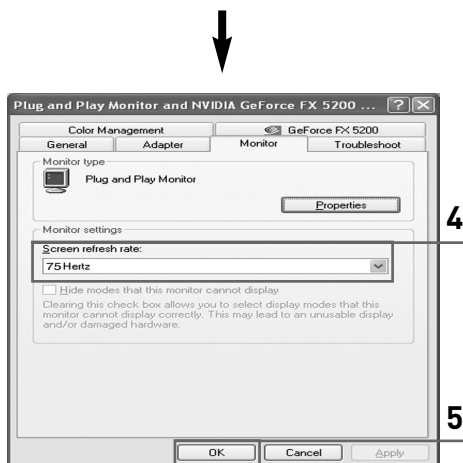 Plug and Play Monitor and NVIDIA GeForce FX 5200 ...
Color Management
GeForce FX 5200
General
Adapter
Monitor
Troubleshoot
Monitor type
Plug and Play Monitor
Properties
Monitor settings
Screen refresh rate:
75 Hertz
Hide modes that this monitor cannot display
Clearing this check box allows you to select display modes that this
monitor cannot display correctly. This may lead to an unusable display
and/or damaged hardware.
4
5
OK
Cancel
Apply